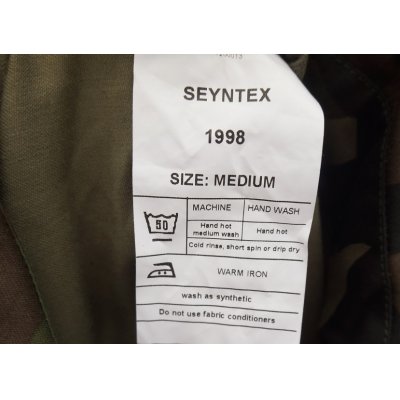 SEYNTEX
1998
SIZE: MEDIUM
MACHINE HAND WASH
50
Hand hot medium wash Hand hot
Cold rinse, short spin or drip dry
WARM IRON
wash as synthetic
Do not use fabric conditioners